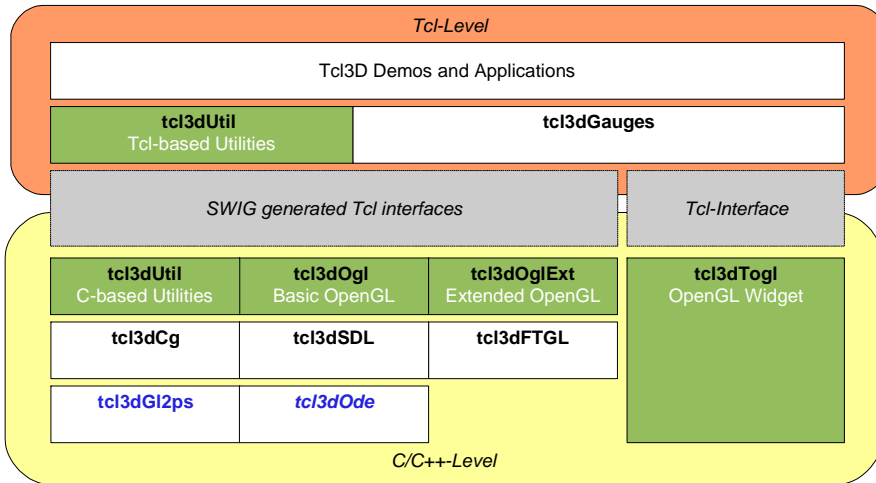 Tcl-Level
Tcl3D Demos and Applications
tcl3dUtil
Tcl-based Utilities
tcl3dGauges
SWIG generated Tcl interfaces
Tcl-Interface
tcl3dUtil
C-based Utilities
tcl3dOgl
Basic OpenGL
tcl3dOglExt
Extended OpenGL
tcl3dTogl
OpenGL Widget
tcl3dCg
tcl3dSDL
tcl3dFTGL
tcl3dGl2ps
tcl3dOde
C/C++-Level